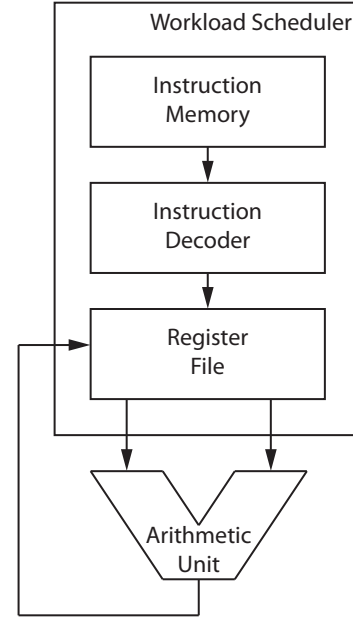 Workload Scheduler
Instruction
Memory
Instruction
Decoder
Register
File
Arithmetic
Unit